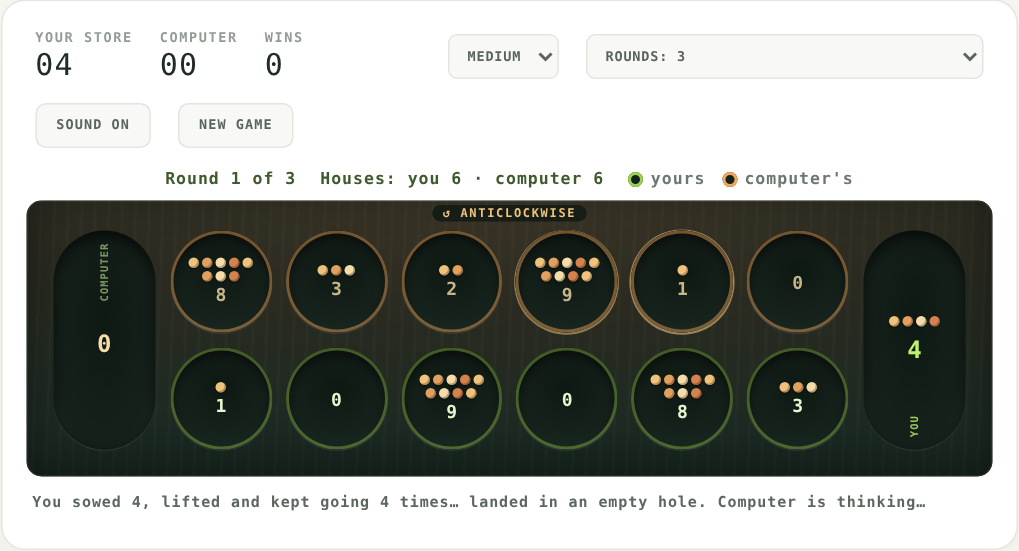 YOUR STORE COMPUTER WINS
04 00 0
MEDIUM ROUNDS: 3
SOUND ON NEW GAME
Round 1 of 3 Houses: you 6 · computer 6 yours computer's
↺ ANTICLOCKWISE
COMPUTER
0
8 3 2 9 1 0
1 0 9 0 8 3
4
YOU
You sowed 4, lifted and kept going 4 times… landed in an empty hole. Computer is thinking…